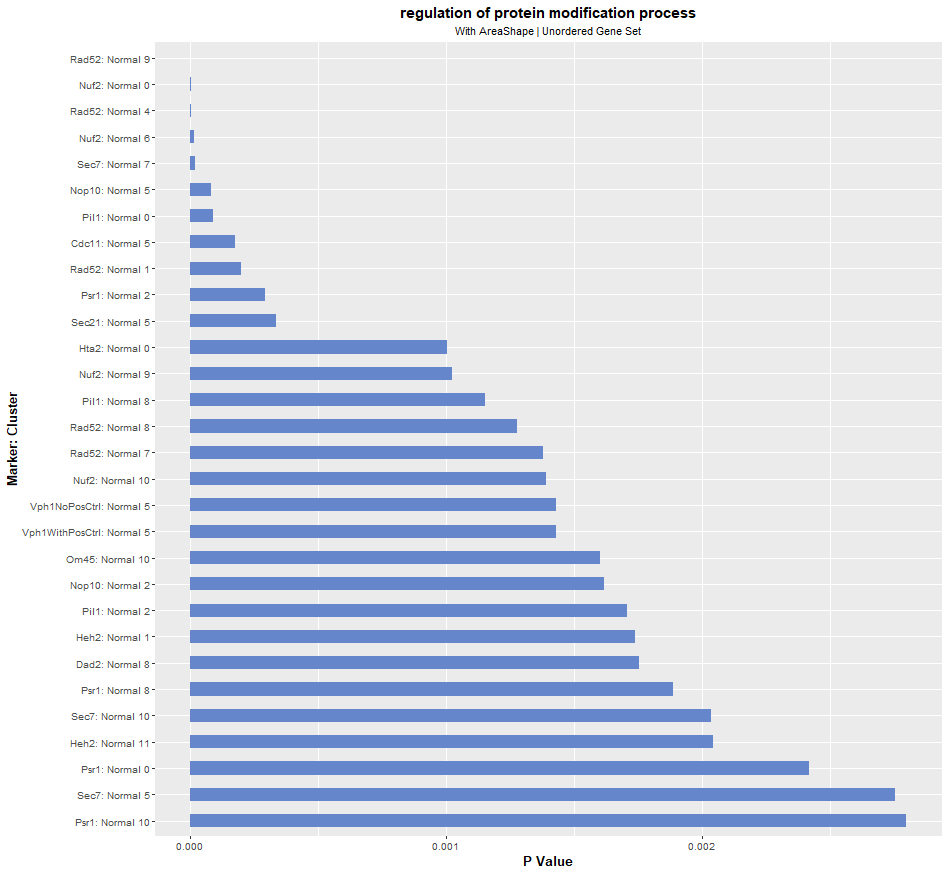 regulation of protein modification process
With AreaShape | Unordered Gene Set
Marker: Cluster
Rad52: Normal 9
Nuf2: Normal 0
Rad52: Normal 4
Nuf2: Normal 6
Sec7: Normal 7
Nop10: Normal 5
Pil1: Normal 0
Cdc11: Normal 5
Rad52: Normal 1
Psr1: Normal 2
Sec21: Normal 5
Hta2: Normal 0
Nuf2: Normal 9
Pil1: Normal 8
Rad52: Normal 8
Rad52: Normal 7
Nuf2: Normal 10
Vph1NoPosCtrl: Normal 5
Vph1WithPosCtrl: Normal 5
Om45: Normal 10
Nop10: Normal 2
Pil1: Normal 2
Heh2: Normal 1
Dad2: Normal 8
Psr1: Normal 8
Sec7: Normal 10
Heh2: Normal 11
Psr1: Normal 0
Sec7: Normal 5
Psr1: Normal 10
0.000 0.001 0.002
P Value